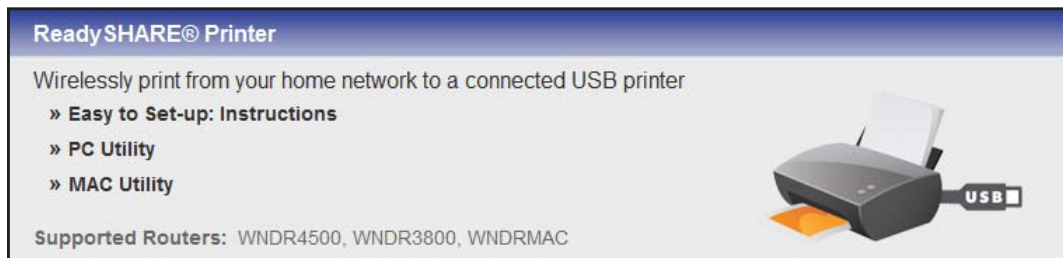 ReadySHARE® Printer
Wirelessly print from your home network to a connected USB printer
» Easy to Set-up: Instructions
» PC Utility
» MAC Utility
USB
Supported Routers: WNDR4500, WNDR3800, WNDRMAC